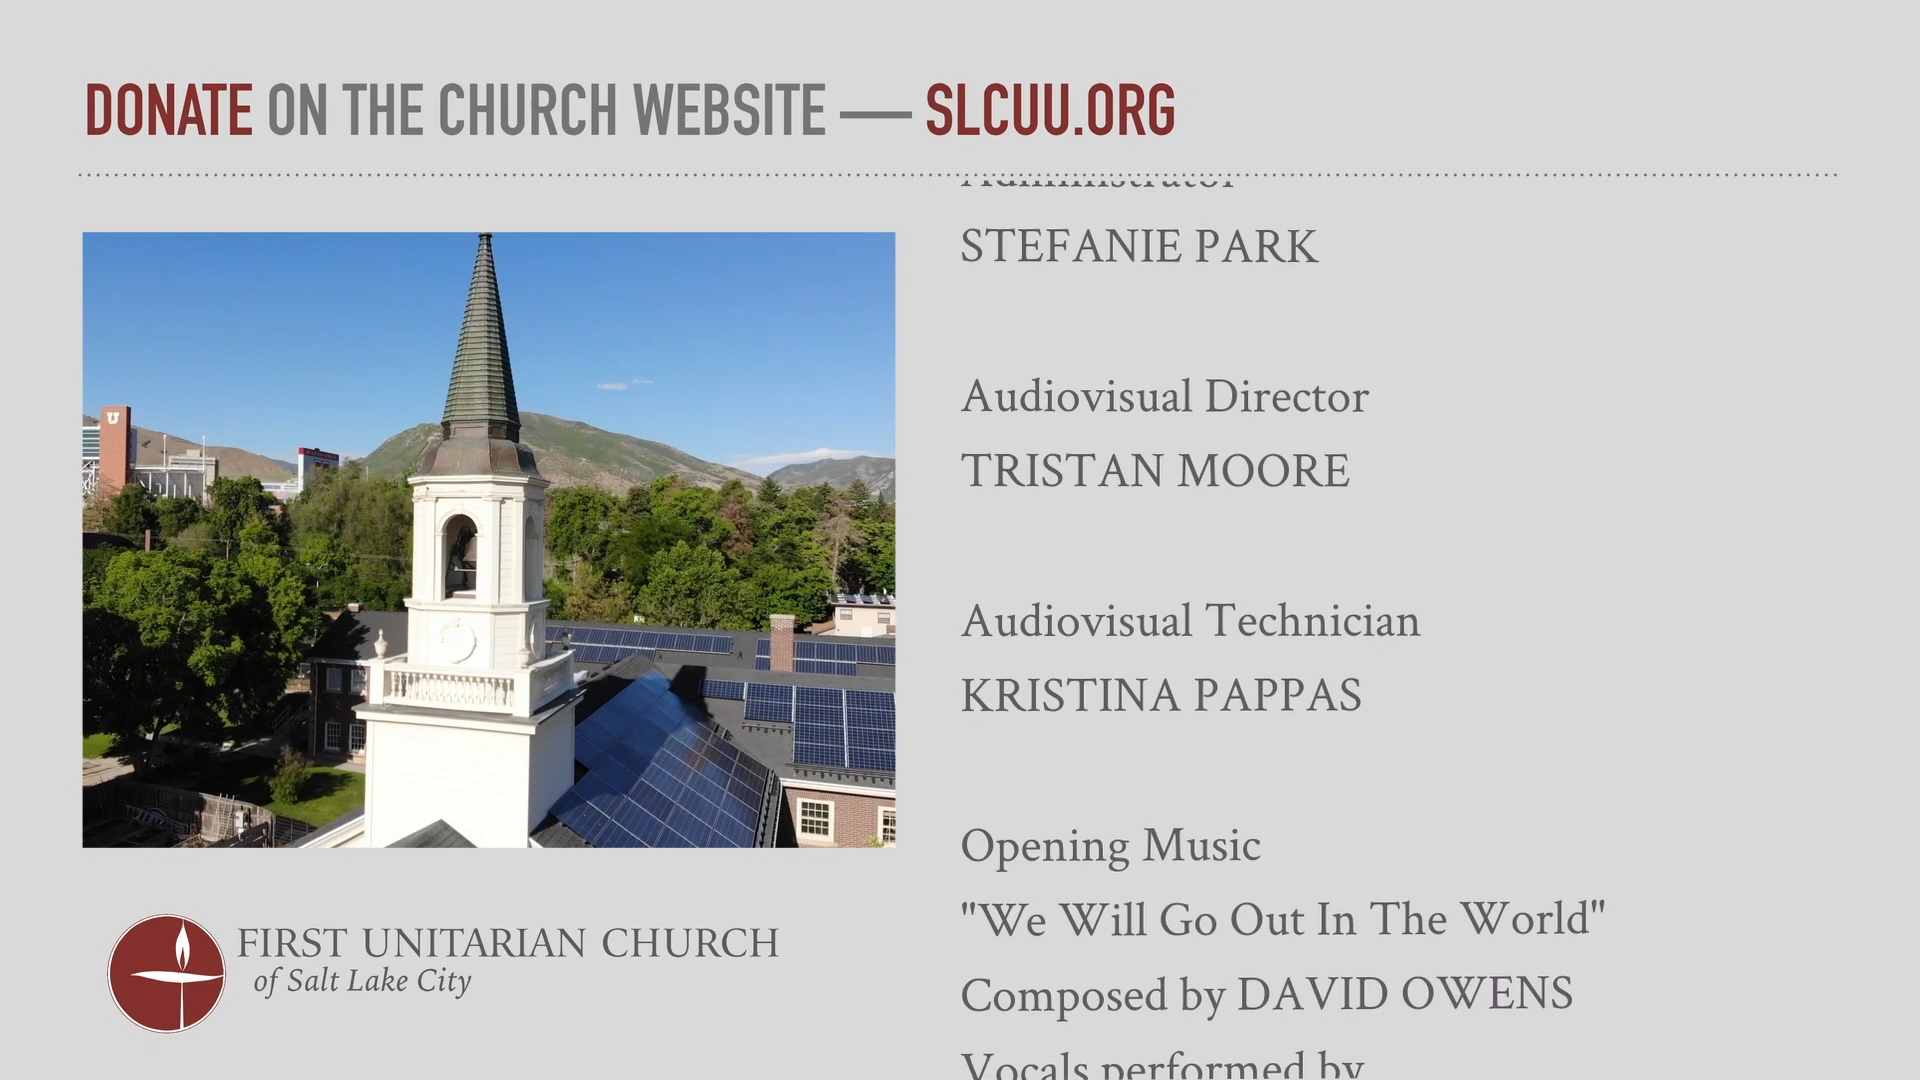 DONATE ON THE CHURCH WEBSITE — SLCUU.ORG
Administrator
STEFANIE PARK
Audiovisual Director
TRISTAN MOORE
Audiovisual Technician
KRISTINA PAPPAS
Opening Music
"We Will Go Out In The World"
Composed by DAVID OWENS
Vocals performed by
U
FIRST UNITARIAN CHURCH
of Salt Lake City